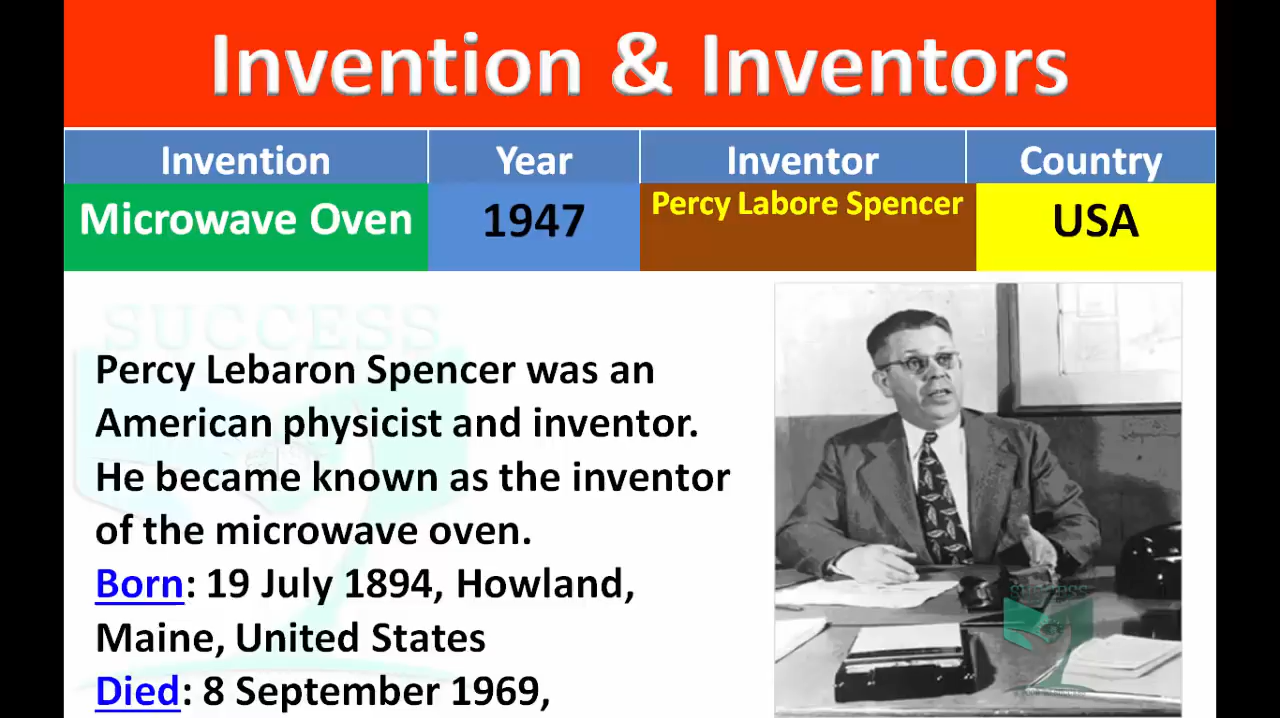 Invention & Inventors
Invention Year Inventor Country
Microwave Oven 1947 Percy Labore Spencer USA
SUCCESS
Percy Lebaron Spencer was an
American physicist and inventor.
He became known as the inventor
of the microwave oven.
Born: 19 July 1894, Howland,
Maine, United States
Died: 8 September 1969,
SUCCESS